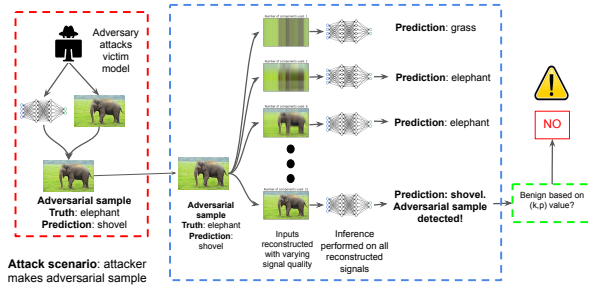 Adversary
attacks
victim
model
Adversarial sample
Truth: elephant
Prediction: shovel
Attack scenario: attacker
makes adversarial sample
Adversarial
sample
Truth: elephant
Prediction:
shovel
Inputs
reconstructed
with varying
signal quality
Inference
performed on all
reconstructed
signals
Prediction: grass
Prediction: elephant
Prediction: elephant
Prediction: shovel.
Adversarial sample
detected!
NO
Benign based on
(k,p) value?